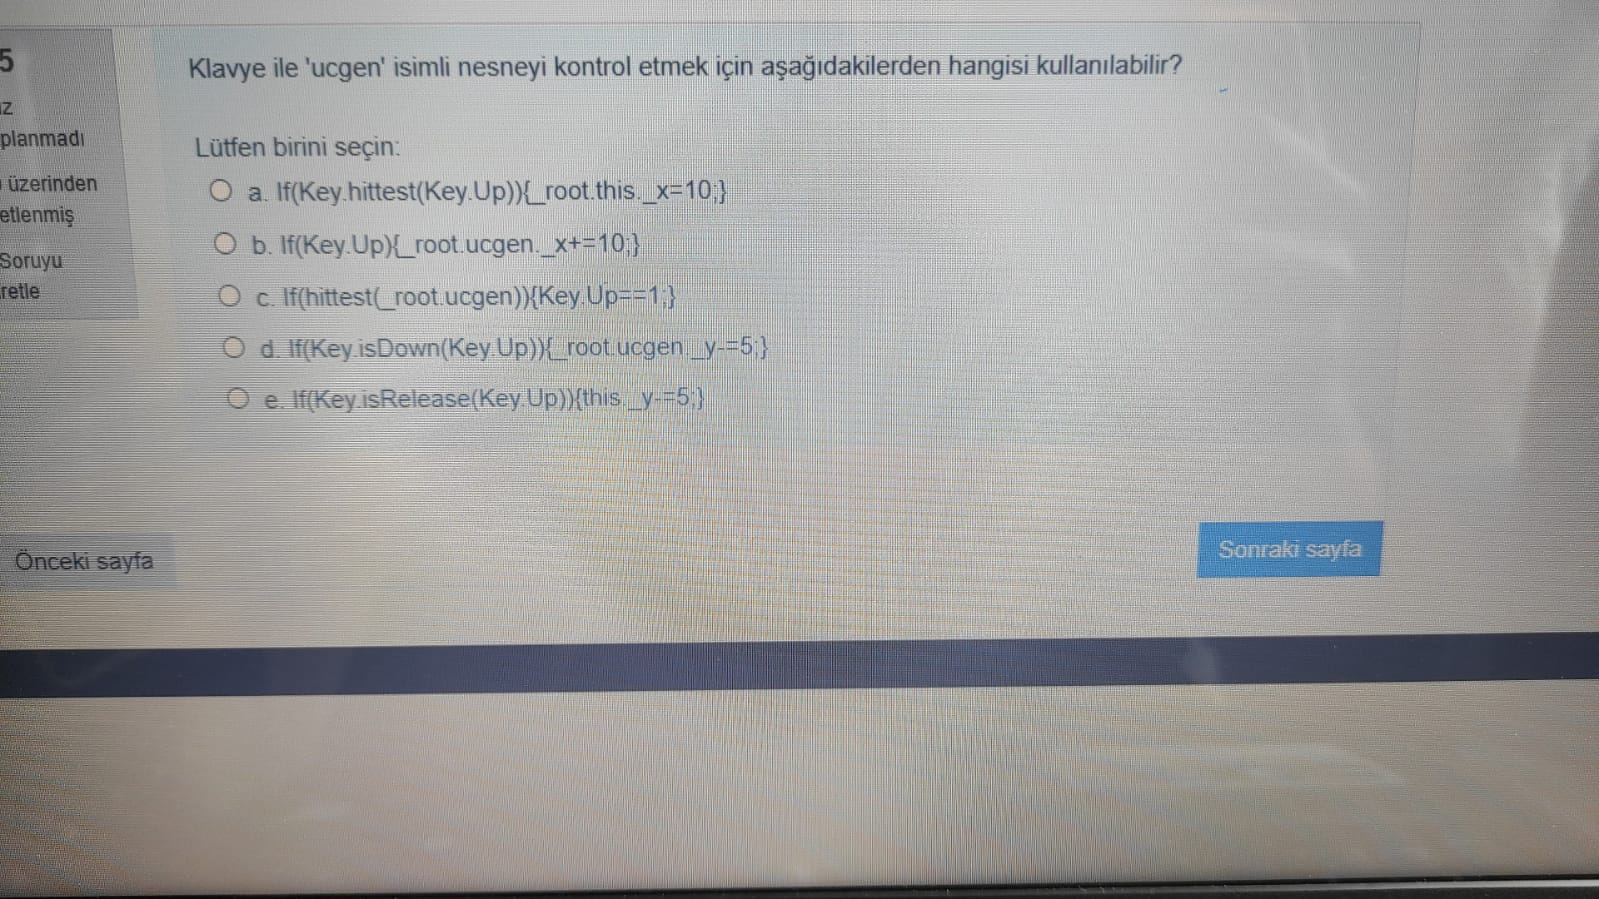 5
planmadı
üzerinden
etlenmiş
Soruyu
retle
Klavye ile 'ucgen' isimli nesneyi kontrol etmek için aşağıdakilerden hangisi kullanılabilir?
Lütfen birini seçin:
a. If(Key.hittest(Key.Up)){_root.this._x=10;}
b. If(Key.Up){_root.ucgen._x+=10;}
c. If(hittest(_root.ucgen)){Key.Up==1;}
d. If(Key.isDown(Key.Up)){_root.ucgen._y-=5;}
e. If(Key.isRelease(Key.Up)){this._y-=5;}
Önceki sayfa
Sonraki sayfa